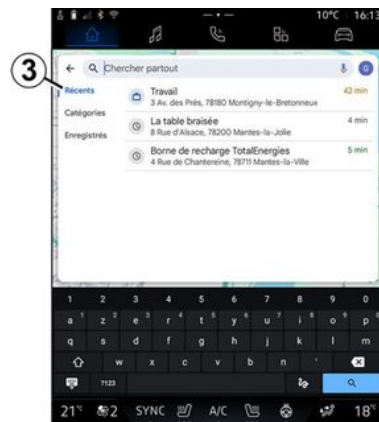 10°C 16:13
3
Chercher partout
G
Récents
Catégories
Enregistrés
Travail
42 min
3 Av. des Prés, 78180 Montigny-le-Bretonneux
La table braisée
4 min
8 Rue d'Alsace, 78200 Mantes-la-Jolie
Borne de recharge TotalEnergies
5 min
4 Rue de Chantereine, 78711 Mantes-la-Ville
1 2 3 4 5 6 7 8 9 0
a z e r t y u i o p
q s d f g h j k l m
w x c v b n '
?123
21° 2 SYNC A/C 18°